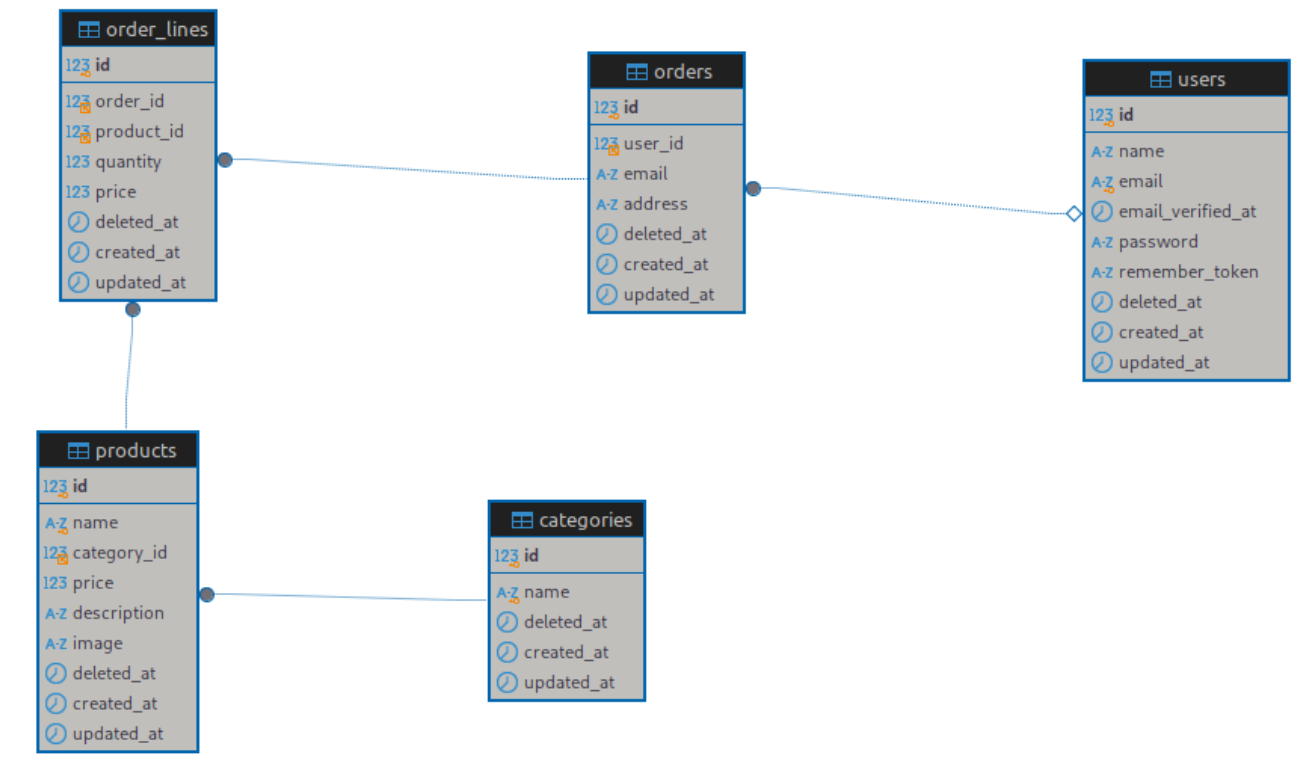 order_lines
123 id
123 order_id
123 product_id
123 quantity
123 price
deleted_at
created_at
updated_at
orders
123 id
123 user_id
A-Z email
A-Z address
deleted_at
created_at
updated_at
users
123 id
A-Z name
A-Z email
email_verified_at
A-Z password
A-Z remember_token
deleted_at
created_at
updated_at
products
123 id
A-Z name
123 category_id
123 price
A-Z description
A-Z image
deleted_at
created_at
updated_at
categories
123 id
A-Z name
deleted_at
created_at
updated_at